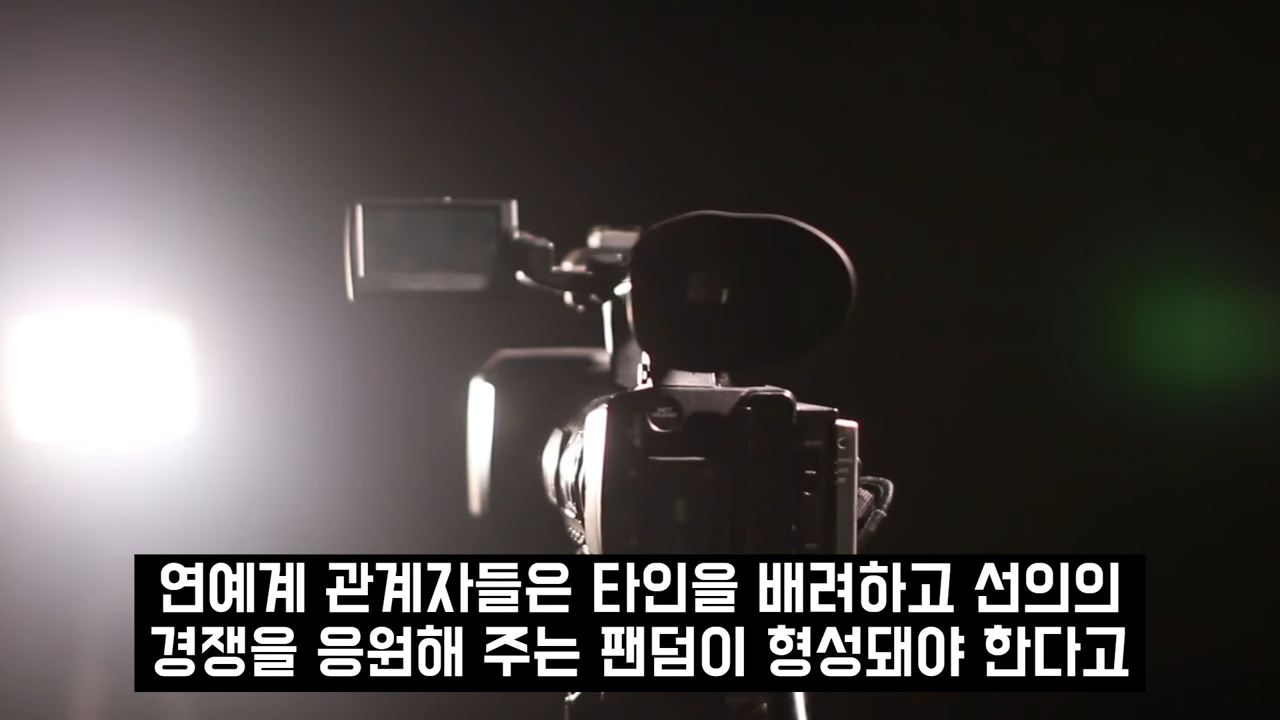 연예계 관계자들은 타인을 배려하고 선의의
경쟁을 응원해 주는 팬덤이 형성돼야 한다고